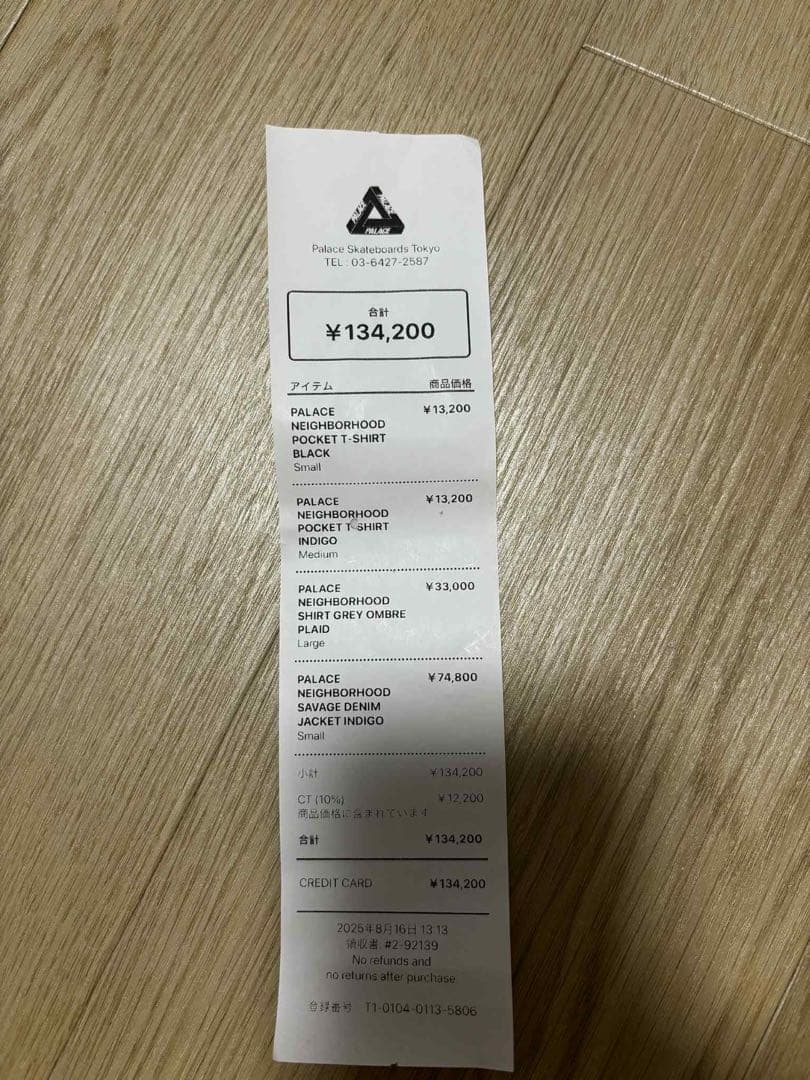 PALACE PALACE
PALACE
Palace Skateboards Tokyo
TEL : 03-6427-2587
合計
¥134,200
アイテム 商品価格
PALACE ¥13,200
NEIGHBORHOOD
POCKET T-SHIRT
BLACK
Small
PALACE ¥13,200
NEIGHBORHOOD
POCKET T-SHIRT
INDIGO
Medium
PALACE ¥33,000
NEIGHBORHOOD
SHIRT GREY OMBRE
PLAID
Large
PALACE ¥74,800
NEIGHBORHOOD
SAVAGE DENIM
JACKET INDIGO
Small
小計 ¥134,200
CT (10%) ¥12,200
商品価格に含まれています
合計 ¥134,200
CREDIT CARD ¥134,200
2025年8月16日 13:13
領収書 #2-92139
No refunds and
no returns after purchase
登録番号 T1-0104-0113-5806